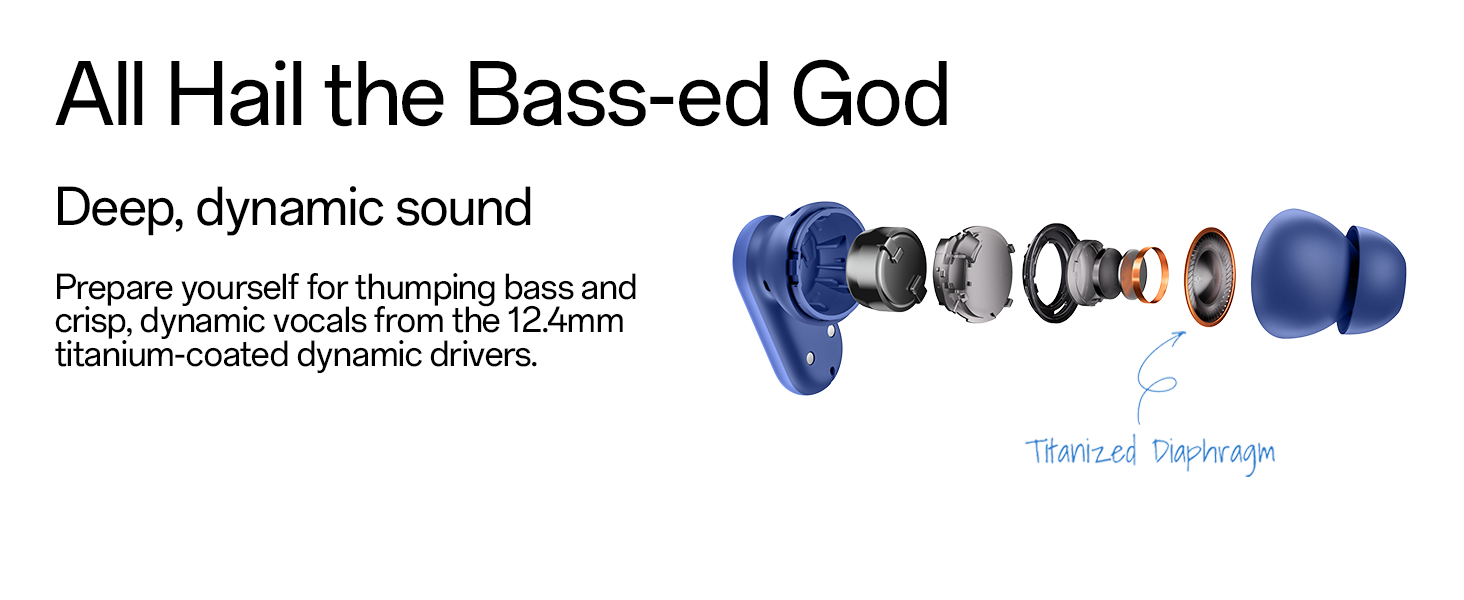 All Hail the Bass-ed God
Deep, dynamic sound
Prepare yourself for thumping bass and
crisp, dynamic vocals from the 12.4mm
titanium-coated dynamic drivers.
Titanized Diaphragm